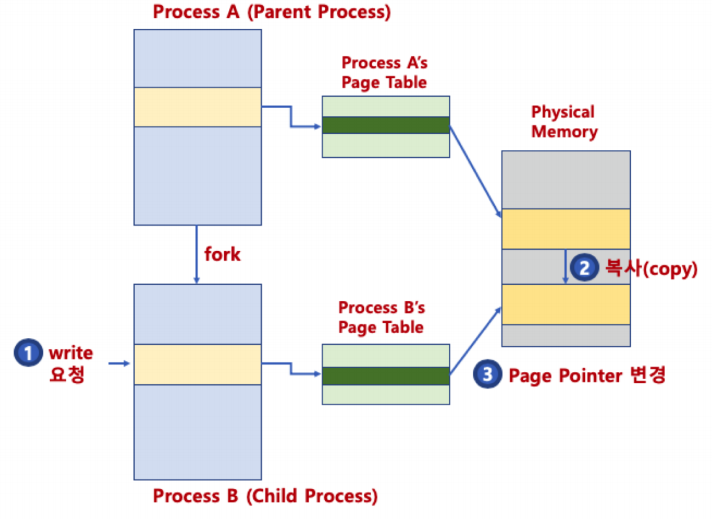 Process A (Parent Process)
Process A's
Page Table
Physical
Memory
fork
2 복사(copy)
Process B's
Page Table
1 write
요청
3 Page Pointer 변경
Process B (Child Process)